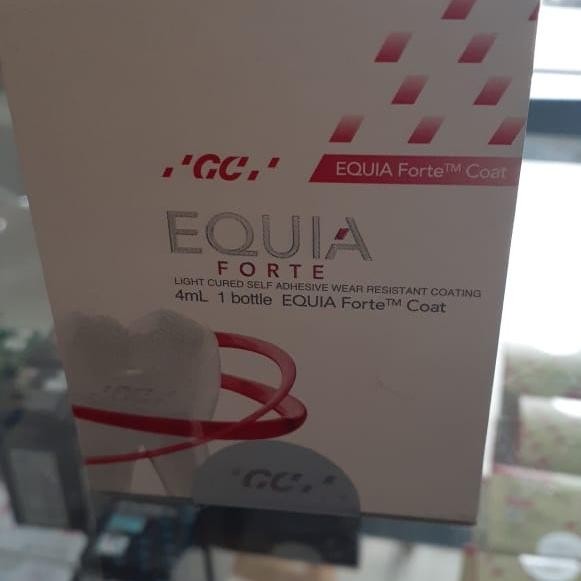 GC
EQUIA Forte™ Coat
EQUIA
FORTE
LIGHT CURED SELF ADHESIVE WEAR RESISTANT COATING
4mL 1 bottle EQUIA Forte™ Coat
GC
GC